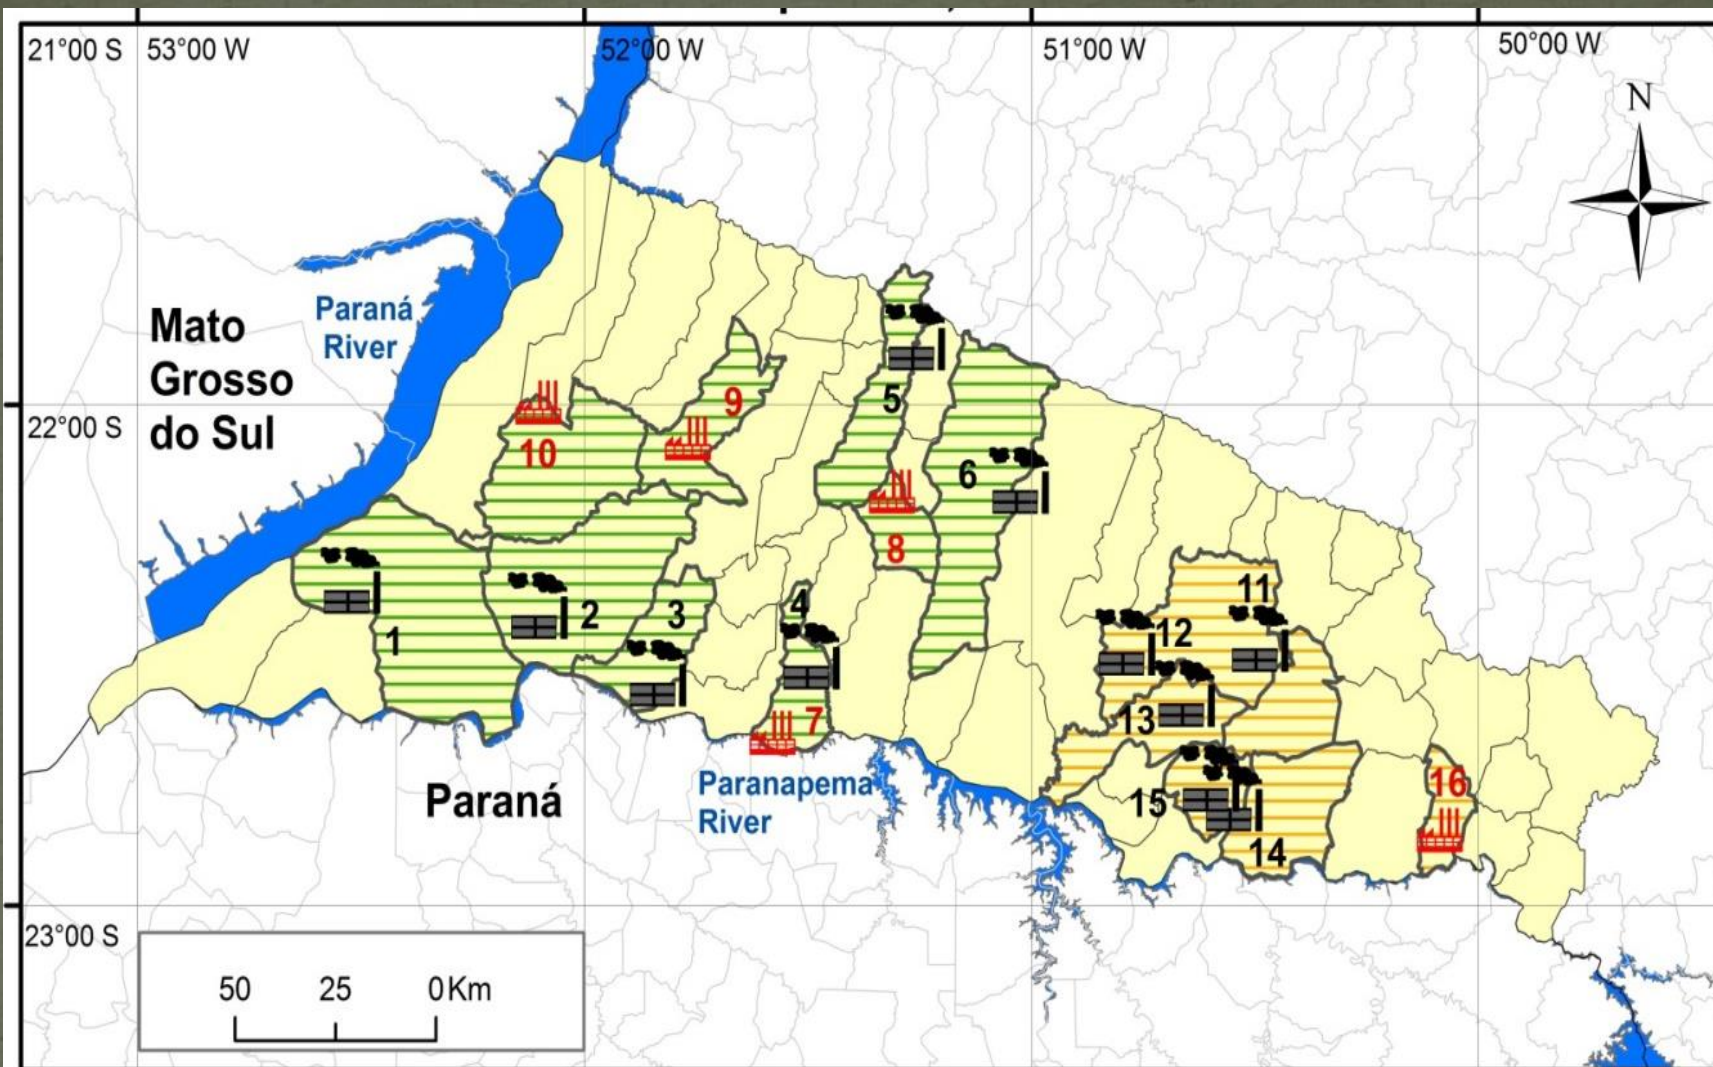 21°00 S
53°00 W
52°00 W
51°00 W
50°00 W
N
Mato
Grosso
do Sul
Paraná
River
22°00 S
9
10
5
6
8
1
2
3
4
7
11
12
13
15
14
16
Paraná
Paranapema
River
23°00 S
50 25 0 Km